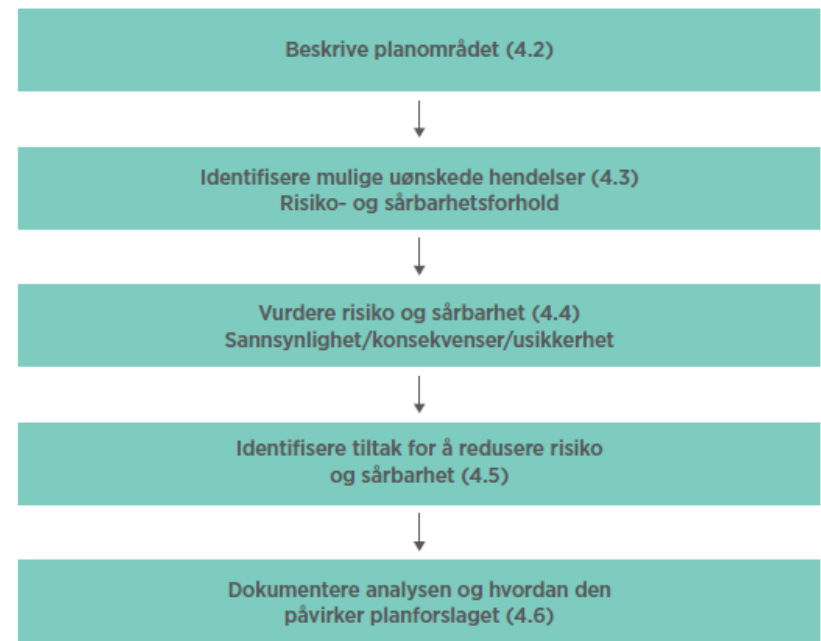 Beskrive planområdet (4.2)
Identifisere mulige uønskede hendelser (4.3)
Risiko- og sårbarhetsforhold
Vurdere risiko og sårbarhet (4.4)
Sannsynlighet/konsekvenser/usikkerhet
Identifisere tiltak for å redusere risiko
og sårbarhet (4.5)
Dokumentere analysen og hvordan den
påvirker planforslaget (4.6)